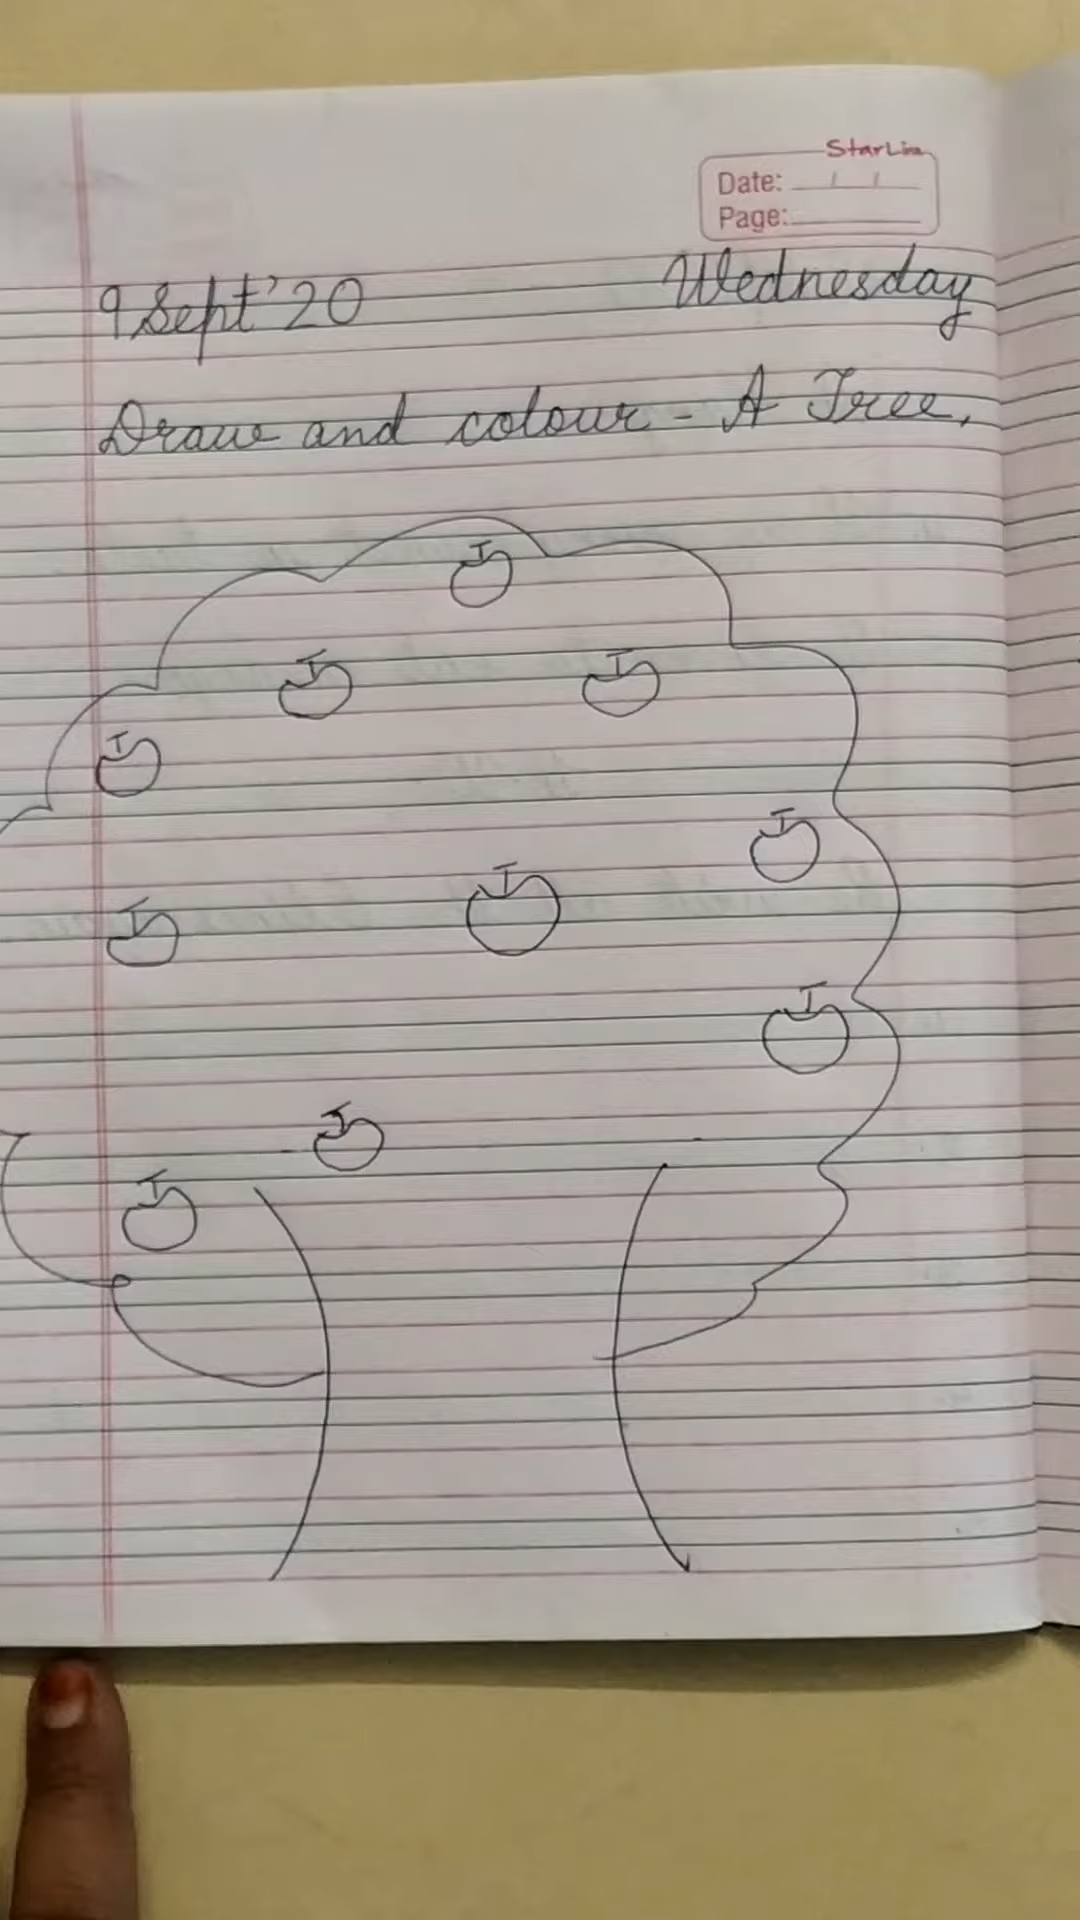 StarLine
Date:
Page:
9 Sept '20 Wednesday
Draw and colour - A Tree.